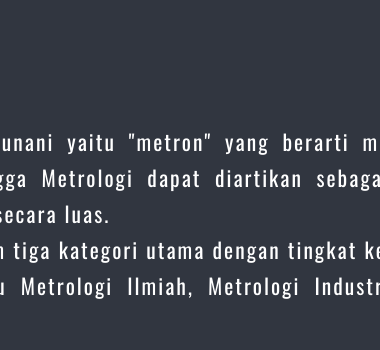 unani yaitu "metron" yang berarti m
gga Metrologi dapat diartikan sebaga
secara luas.
n tiga kategori utama dengan tingkat ke
u Metrologi Ilmiah, Metrologi Industr